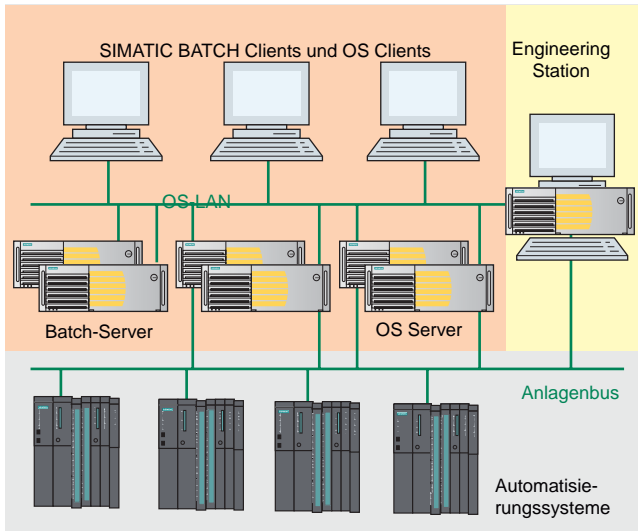 SIMATIC BATCH Clients und OS Clients
Engineering
Station
OS-LAN
Batch-Server
OS Server
Anlagenbus
Automatisie-
rungssysteme